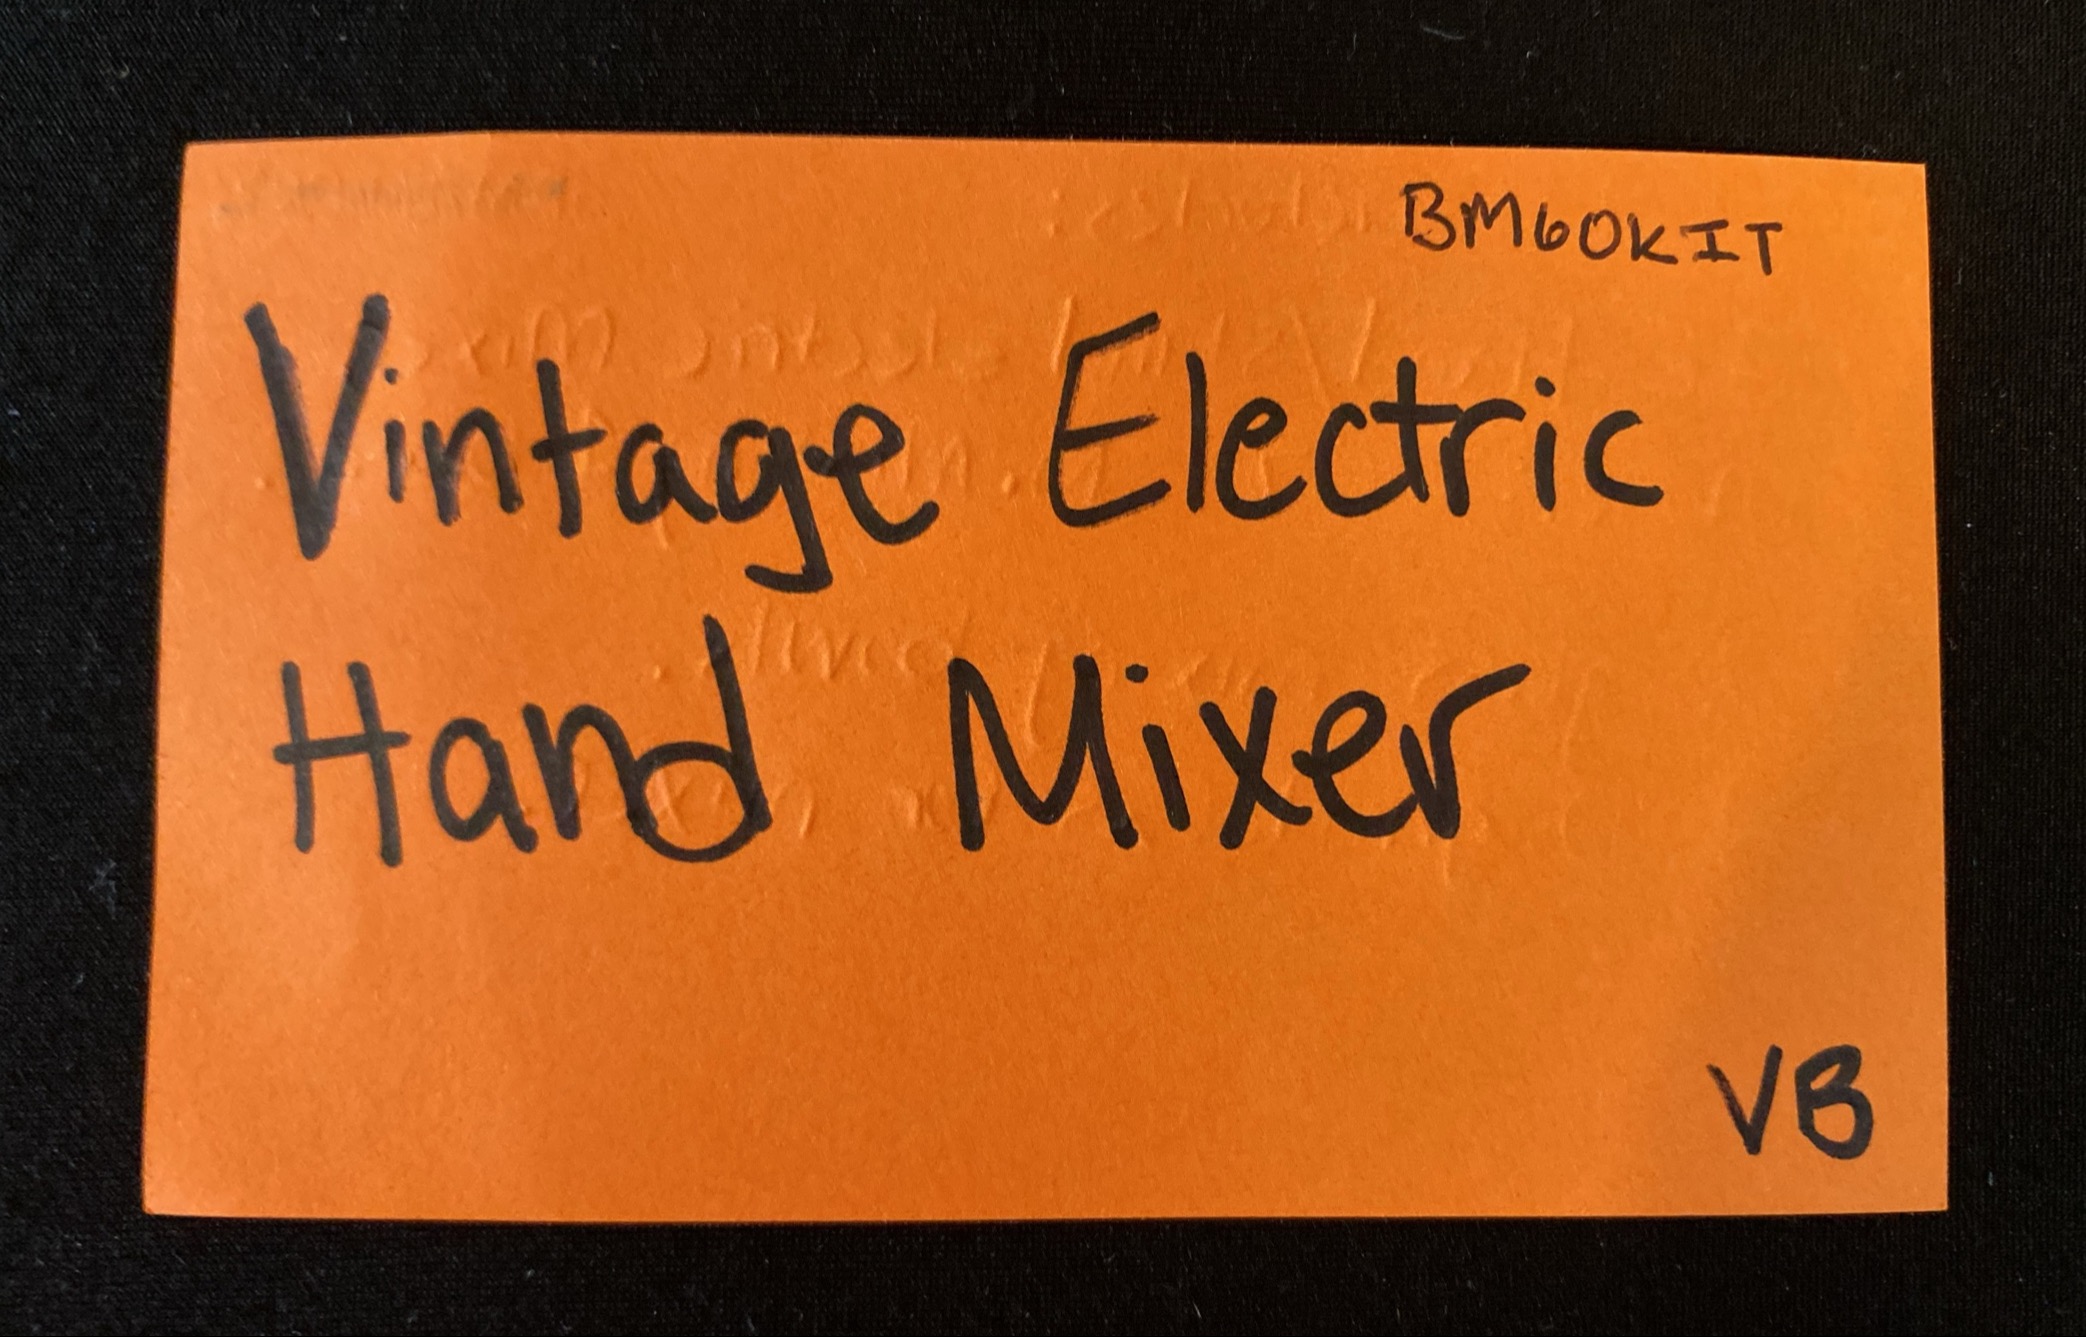 BM60KIT
Vintage Electric
Hand Mixer
VB